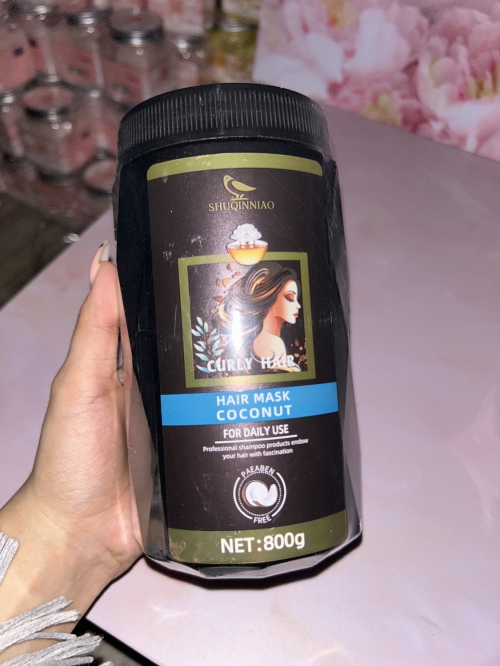 SHUQINNIAO
CURLY HAIR
HAIR MASK
COCONUT
FOR DAILY USE
Professional shampoo products endow
your hair with fascination
PAEABEN
FREE
NET:800g